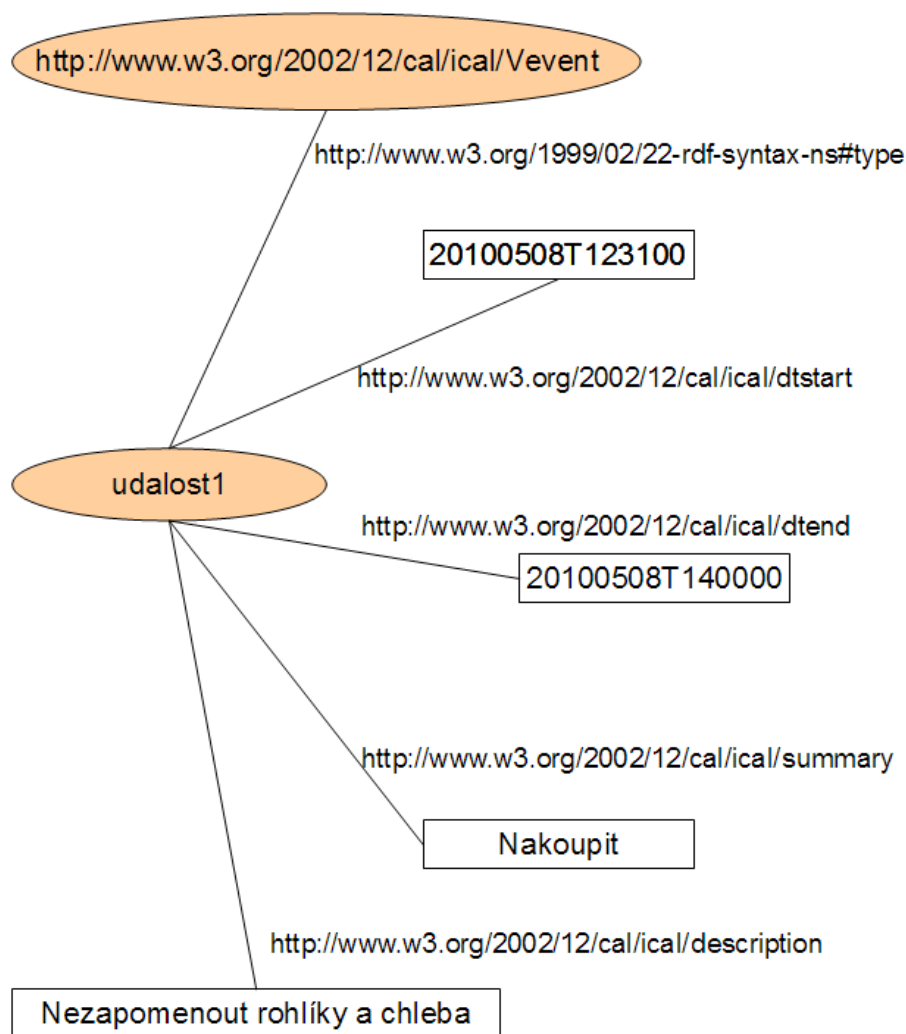 http://www.w3.org/2002/12/cal/ical/Vevent
http://www.w3.org/1999/02/22-rdf-syntax-ns#type
20100508T123100
http://www.w3.org/2002/12/cal/ical/dtstart
udalost1
http://www.w3.org/2002/12/cal/ical/dtend
20100508T140000
http://www.w3.org/2002/12/cal/ical/summary
Nakoupit
http://www.w3.org/2002/12/cal/ical/description
Nezapomenout rohlíky a chleba